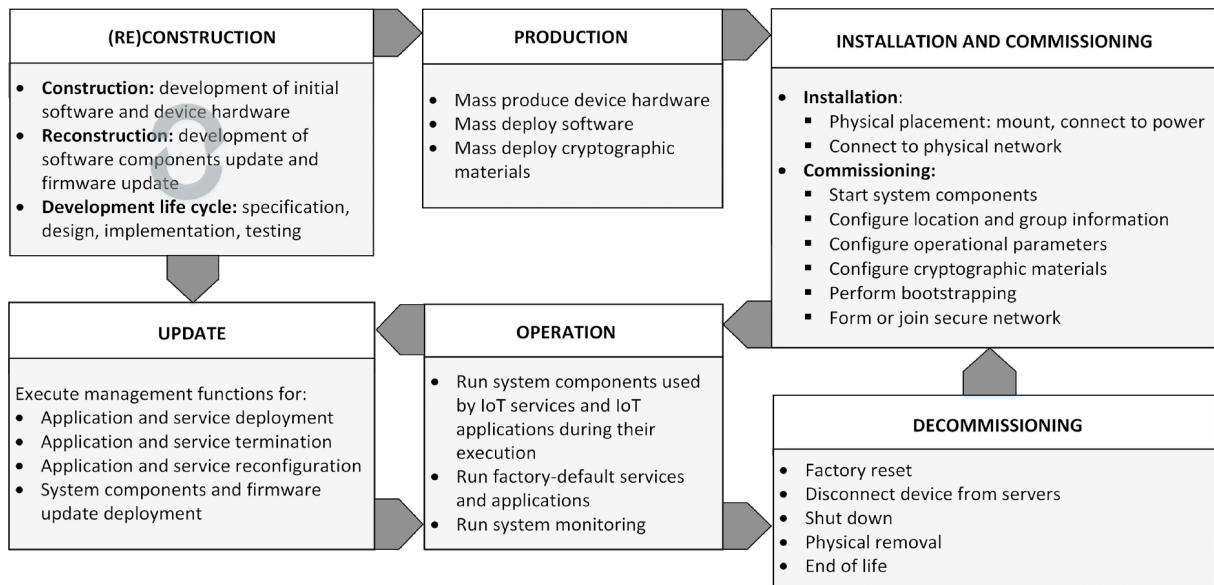 (RE)CONSTRUCTION
• Construction: development of initial
software and device hardware
• Reconstruction: development of
software components update and
firmware update
• Development life cycle: specification,
design, implementation, testing
PRODUCTION
• Mass produce device hardware
• Mass deploy software
• Mass deploy cryptographic
materials
INSTALLATION AND COMMISSIONING
• Installation:
▪ Physical placement: mount, connect to power
▪ Connect to physical network
• Commissioning:
▪ Start system components
▪ Configure location and group information
▪ Configure operational parameters
▪ Configure cryptographic materials
▪ Perform bootstrapping
▪ Form or join secure network
UPDATE
Execute management functions for:
• Application and service deployment
• Application and service termination
• Application and service reconfiguration
• System components and firmware
update deployment
OPERATION
• Run system components used
by IoT services and IoT
applications during their
execution
• Run factory-default services
and applications
• Run system monitoring
DECOMMISSIONING
• Factory reset
• Disconnect device from servers
• Shut down
• Physical removal
• End of life